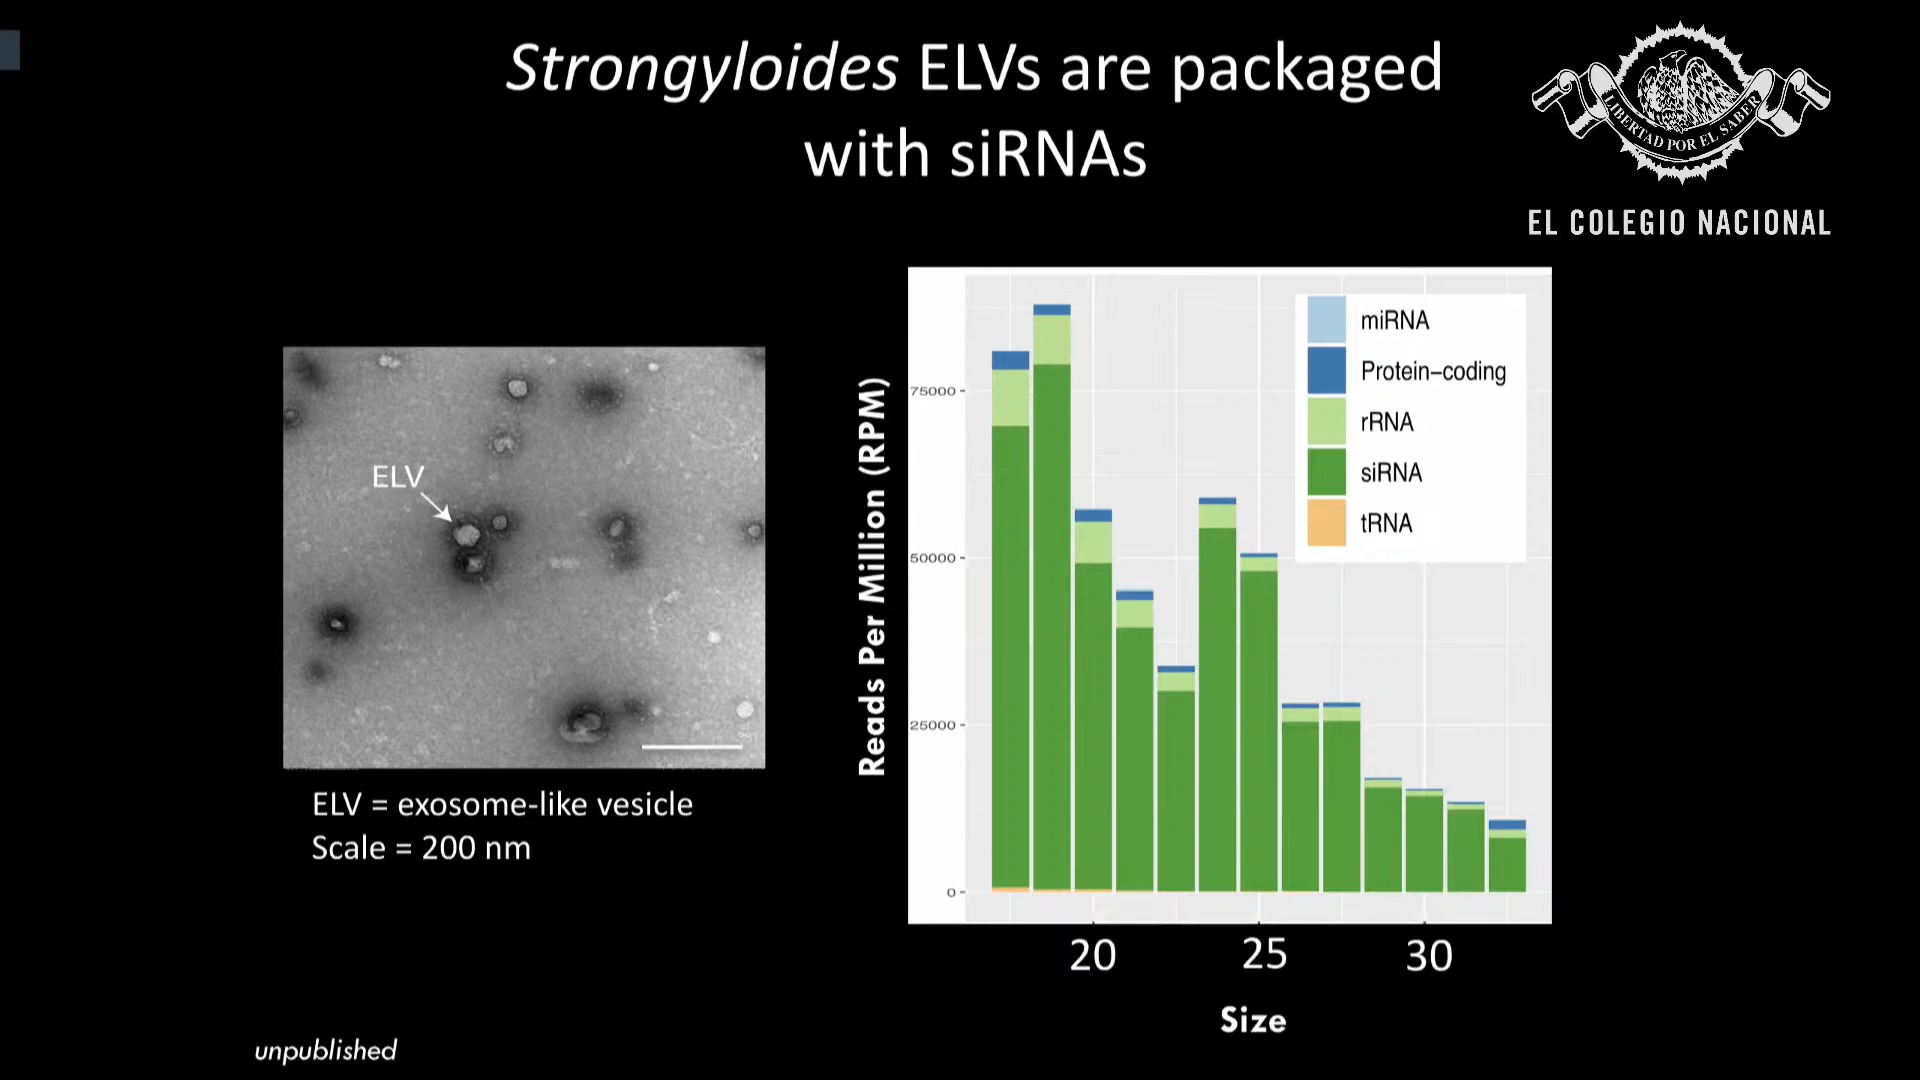 Strongyloides ELVs are packaged
with siRNAs
LIBERTAD POR EL SABER
EL COLEGIO NACIONAL
ELV
ELV = exosome-like vesicle
Scale = 200 nm
Reads Per Million (RPM)
75000
50000
25000
0
miRNA
Protein-coding
rRNA
siRNA
tRNA
20
25
30
Size
unpublished